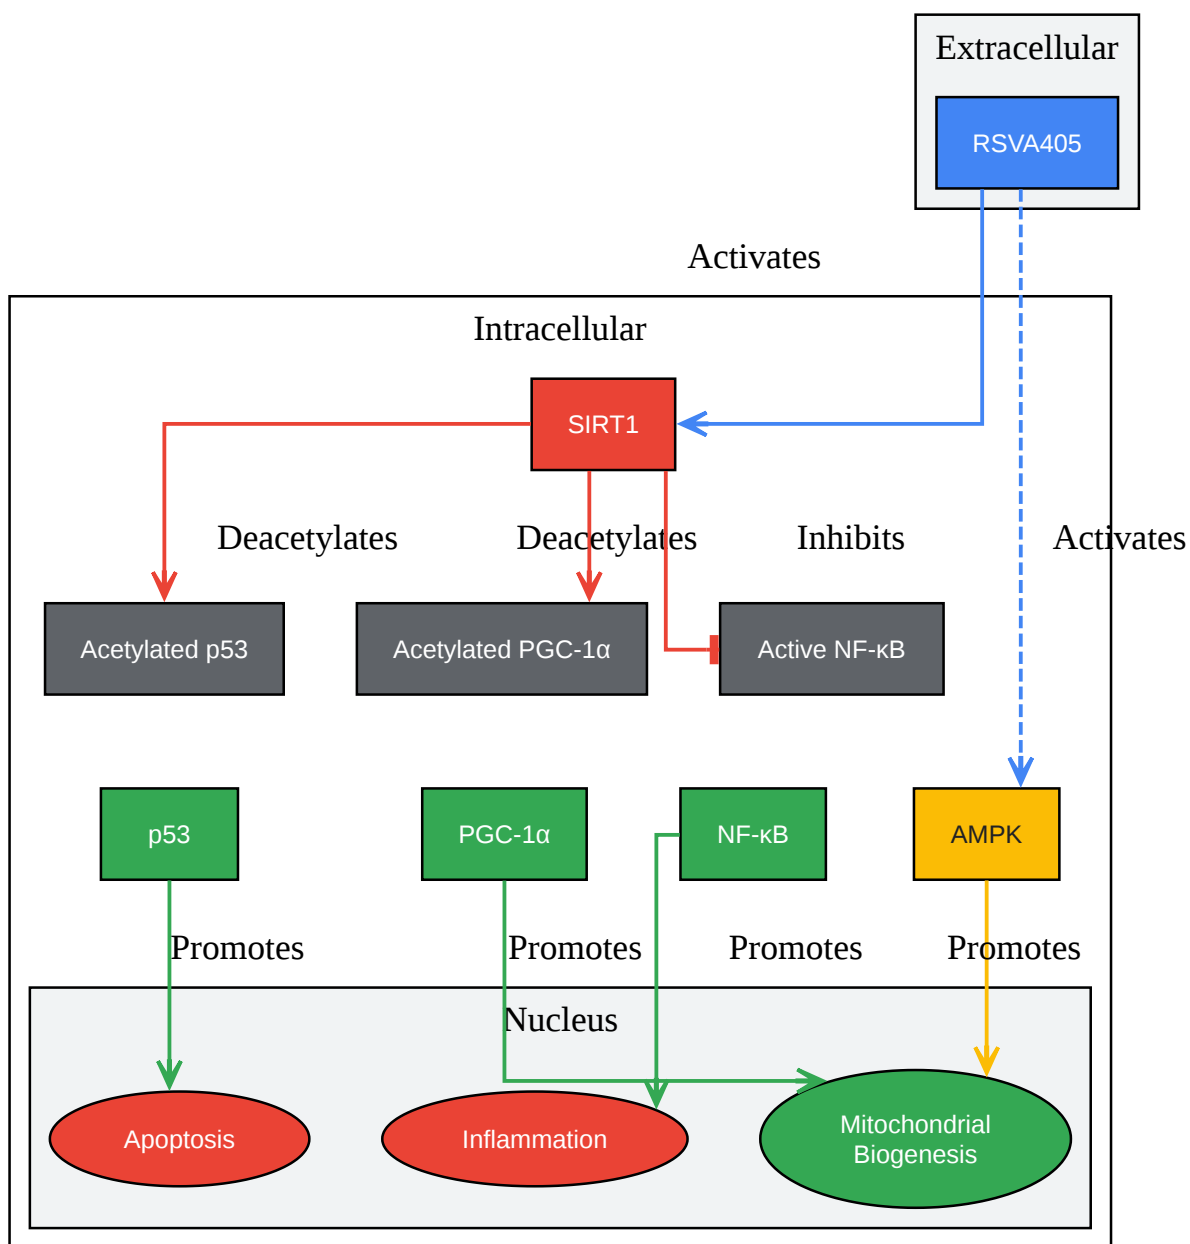 Extracellular
RSVA405
Activates
Intracellular
SIRT1
Deacetylates
Deacetylates
Inhibits
Activates
Acetylated p53
Acetylated PGC-1α
Active NF-κB
p53
PGC-1α
NF-κB
AMPK
Promotes
Promotes
Promotes
Promotes
Nucleus
Apoptosis
Inflammation
Mitochondrial
Biogenesis